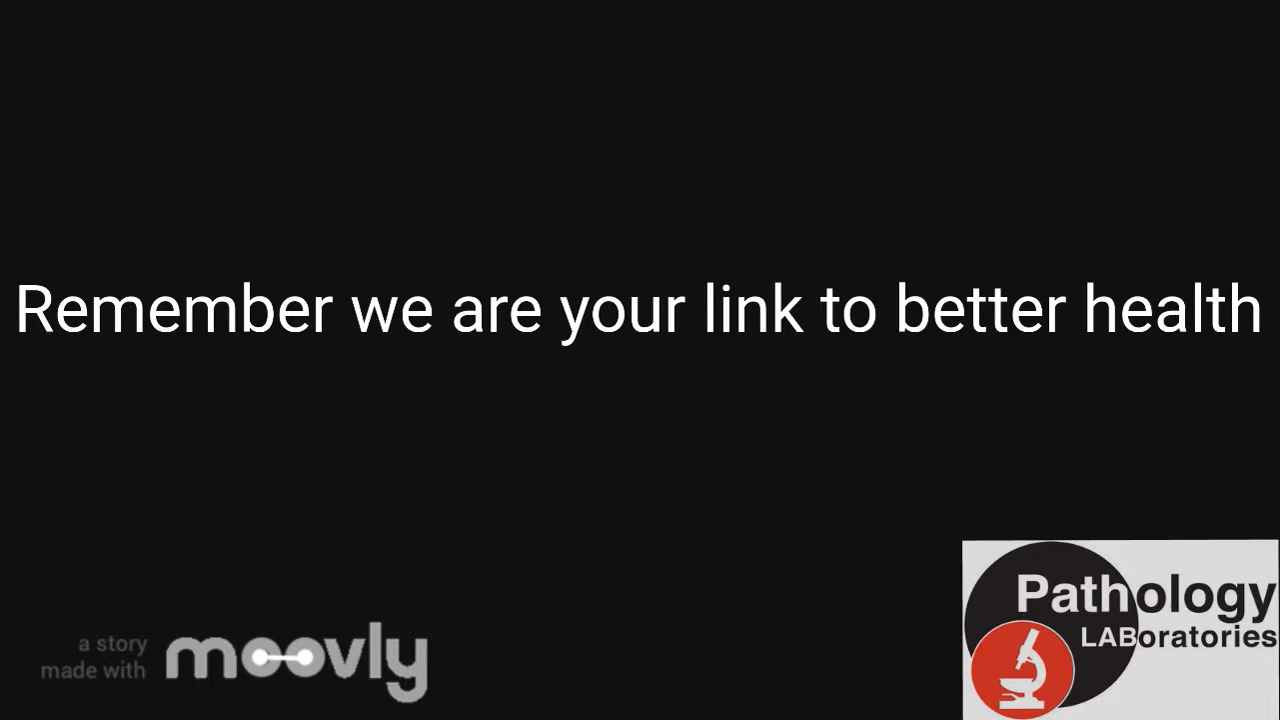 Remember we are your link to better health
a story
made with
moovly
Pathology
LABoratories